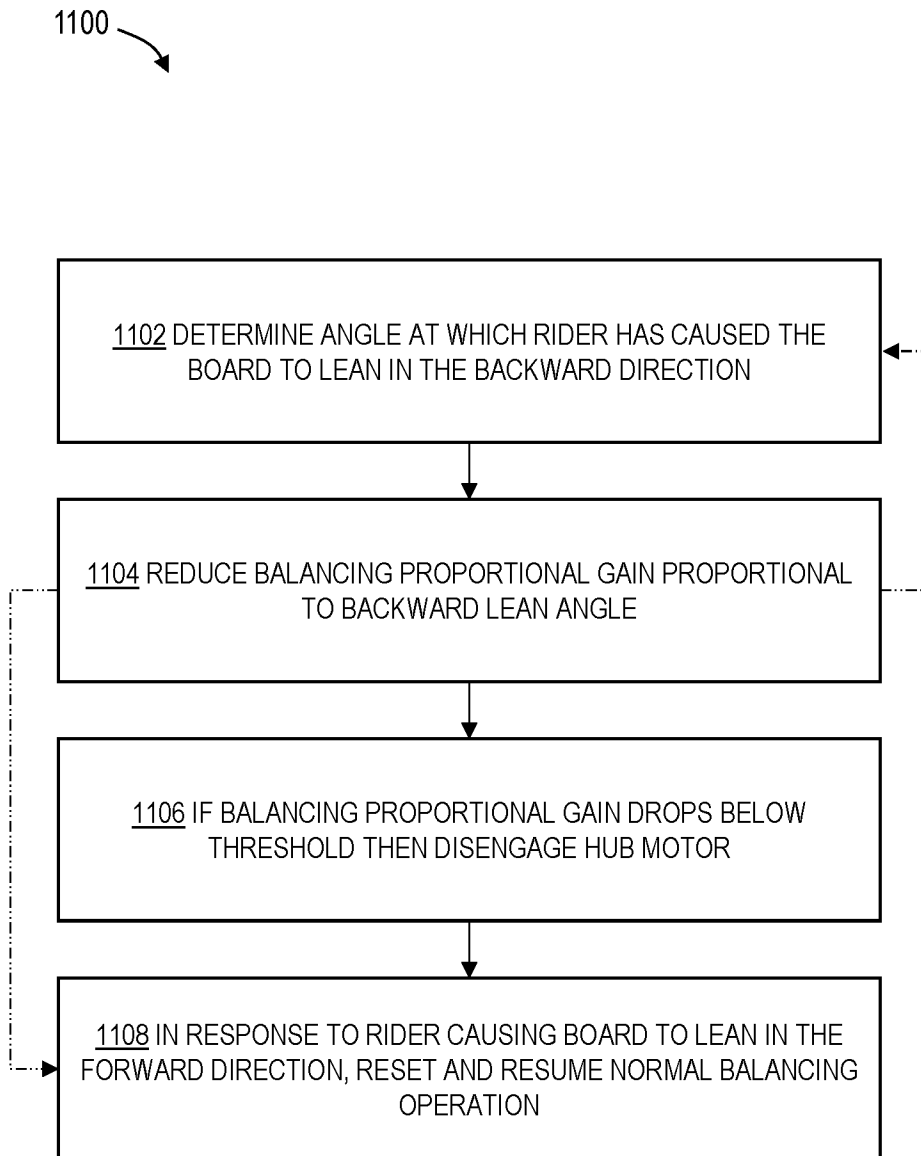 1100
1102 DETERMINE ANGLE AT WHICH RIDER HAS CAUSED THE
BOARD TO LEAN IN THE BACKWARD DIRECTION
1104 REDUCE BALANCING PROPORTIONAL GAIN PROPORTIONAL
TO BACKWARD LEAN ANGLE
1106 IF BALANCING PROPORTIONAL GAIN DROPS BELOW
THRESHOLD THEN DISENGAGE HUB MOTOR
1108 IN RESPONSE TO RIDER CAUSING BOARD TO LEAN IN THE
FORWARD DIRECTION, RESET AND RESUME NORMAL BALANCING
OPERATION